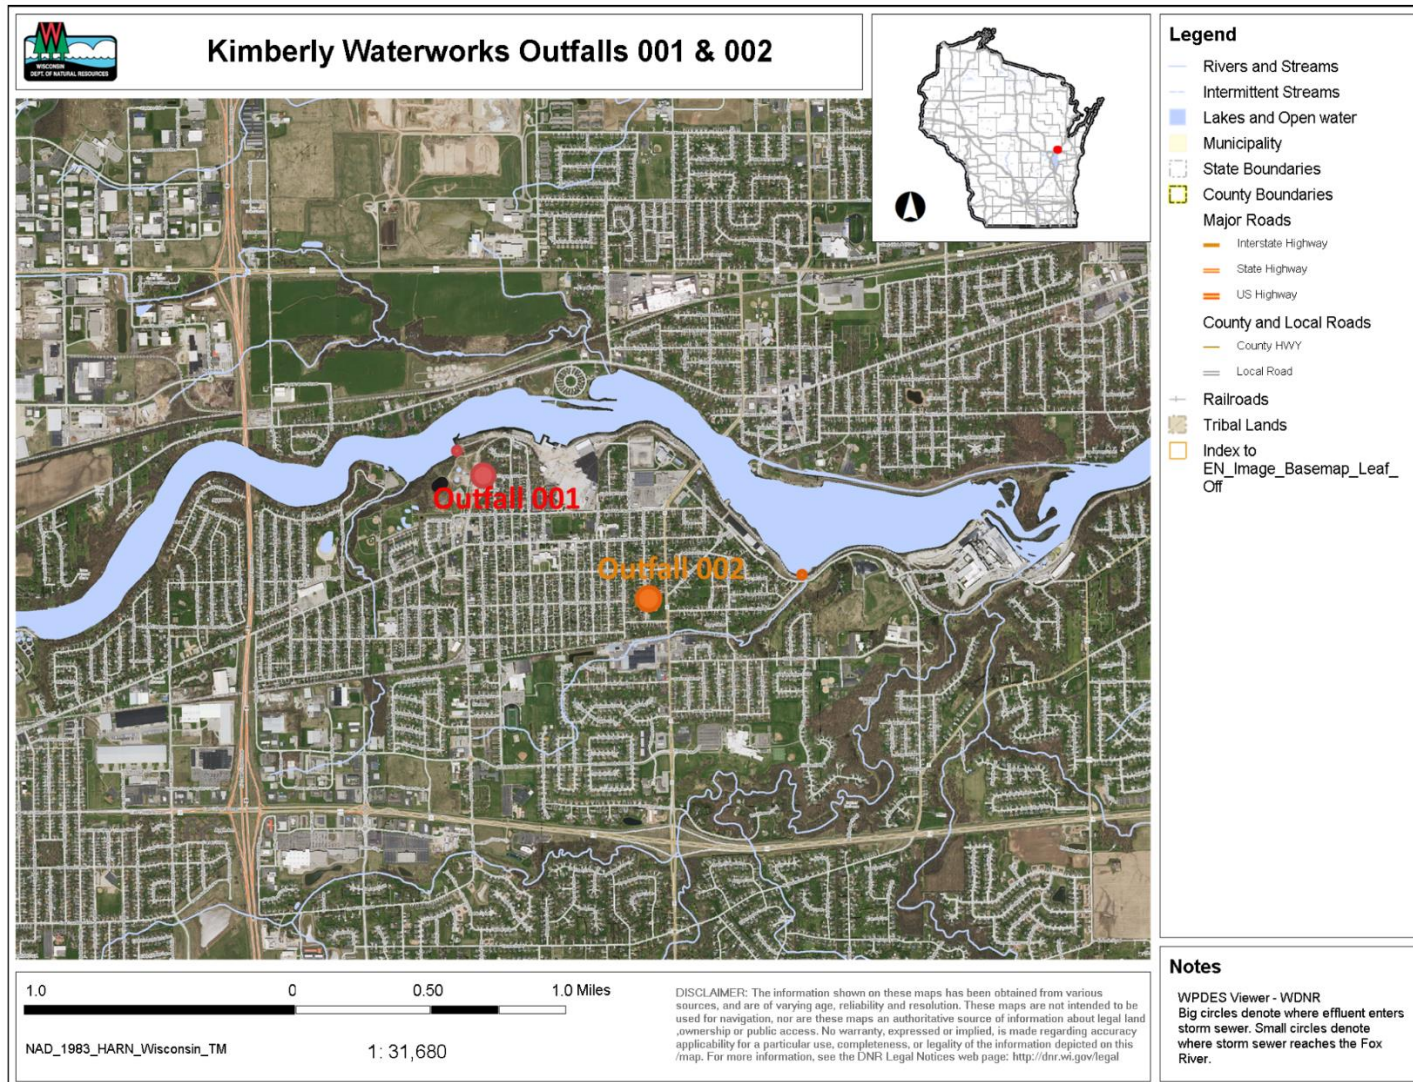 WISCONSIN
DEPT. OF NATURAL RESOURCES
Kimberly Waterworks Outfalls 001 & 002
Outfall 001
Outfall 002
Legend
Rivers and Streams
Intermittent Streams
Lakes and Open water
Municipality
State Boundaries
County Boundaries
Major Roads
Interstate Highway
State Highway
US Highway
County and Local Roads
County HWY
Local Road
Railroads
Tribal Lands
Index to
EN_Image_Basemap_Leaf_
Off
1.0
0
0.50
1.0 Miles
NAD_1983_HARN_Wisconsin_TM
1: 31,680
DISCLAIMER: The information shown on these maps has been obtained from various
sources, and are of varying age, reliability and resolution. These maps are not intended to be
used for navigation, nor are these maps an authoritative source of information about legal land
,ownership or public access. No warranty, expressed or implied, is made regarding accuracy
applicability for a particular use, completeness, or legality of the information depicted on this
/map. For more information, see the DNR Legal Notices web page: http://dnr.wi.gov/legal
Notes
WPDES Viewer - WDNR
Big circles denote where effluent enters
storm sewer. Small circles denote
where storm sewer reaches the Fox
River.